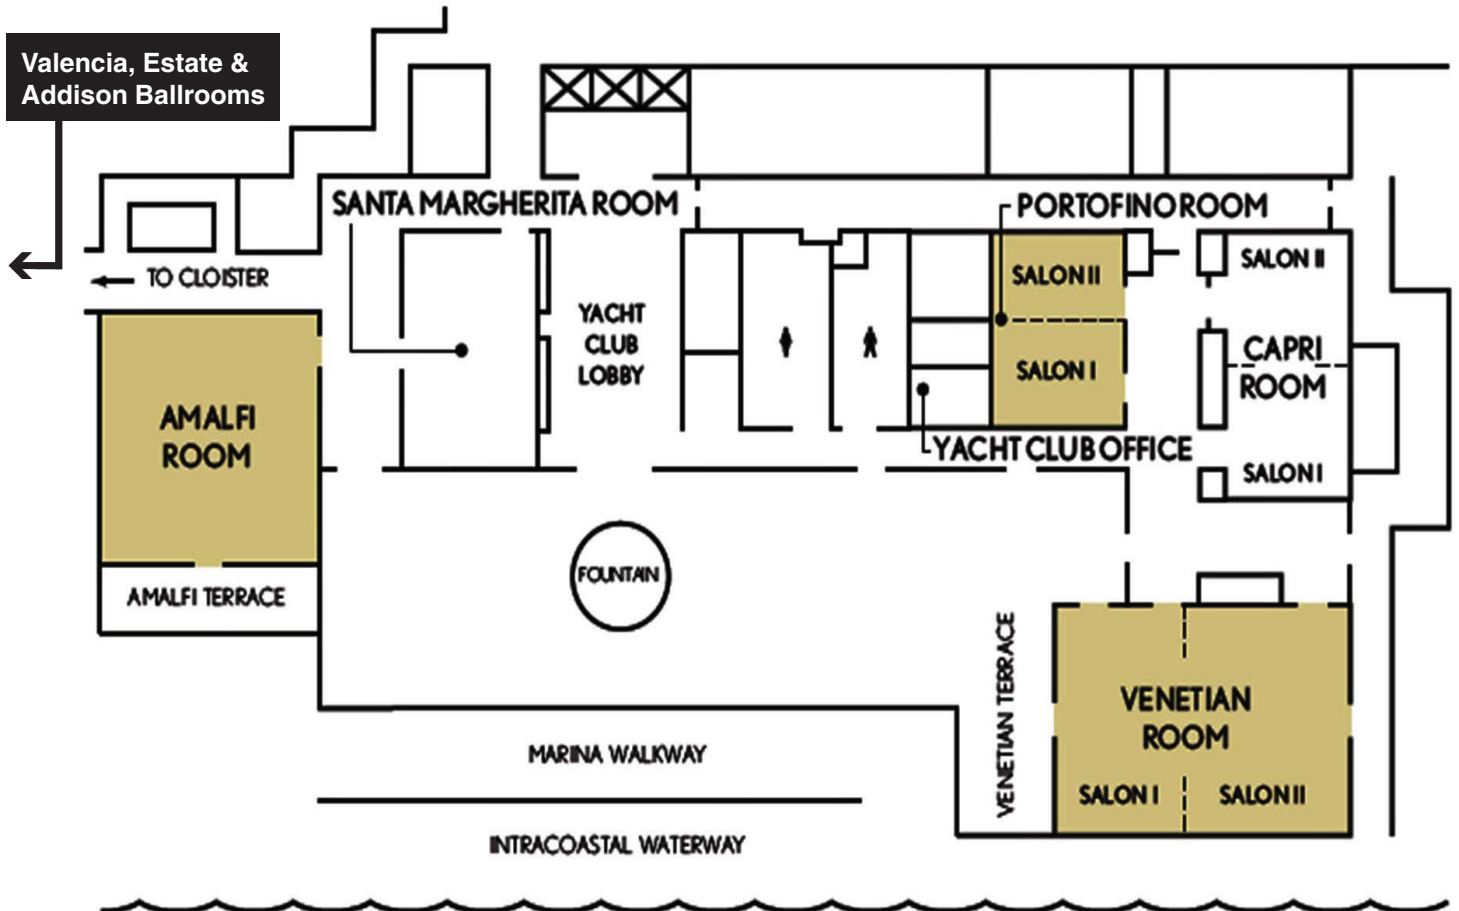 Valencia, Estate &
Addison Ballrooms
SANTA MARGHERITA ROOM
PORTOFINO ROOM
TO CLOISTER
YACHT
CLUB
LOBBY
SALON II
SALON I
SALON II
CAPRI
ROOM
SALON I
AMALFI
ROOM
YACHT CLUB OFFICE
AMALFI TERRACE
FOUNTAIN
VENETIAN TERRACE
VENETIAN
ROOM
SALON I
SALON II
MARINA WALKWAY
INTRACOASTAL WATERWAY